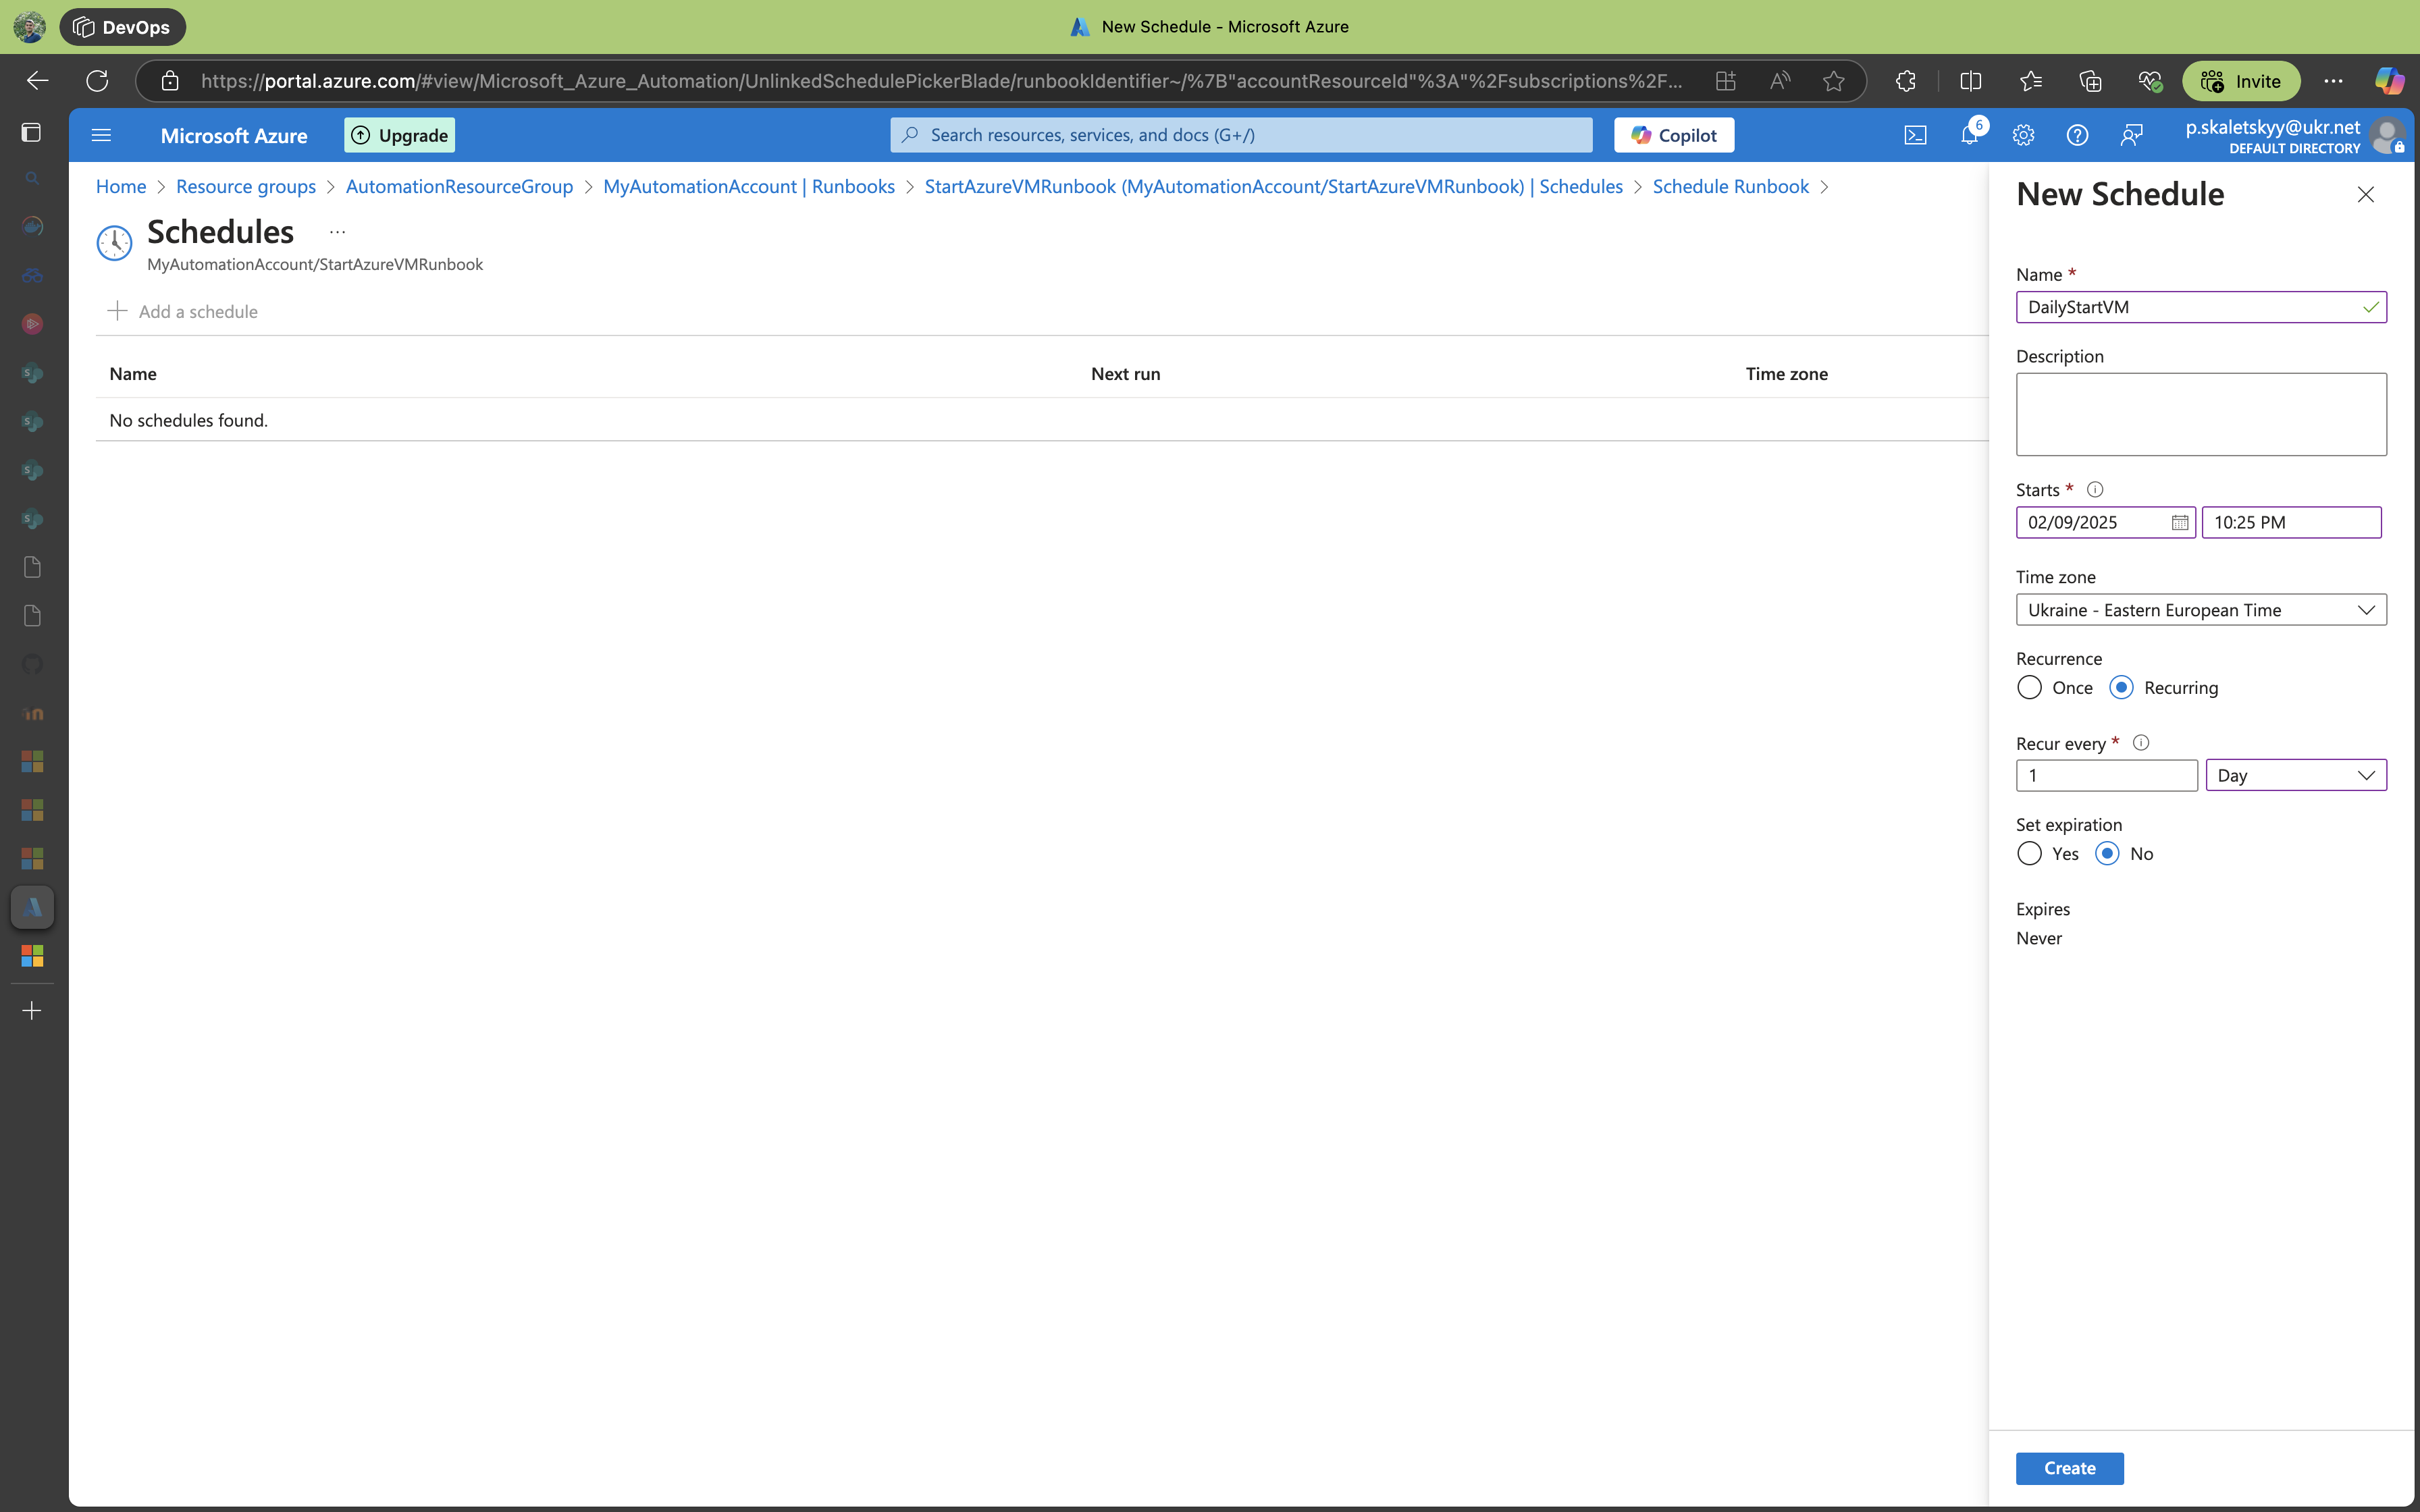 DevOps
New Schedule - Microsoft Azure
https://portal.azure.com/#view/Microsoft_Azure_Automation/UnlinkedSchedulePickerBlade/runbookIdentifier~/%7B"accountResourceId"%3A"%2Fsubscriptions%2F...
Invite
Microsoft Azure
Upgrade
Search resources, services, and docs (G+/)
Copilot
6
p.skaletskyy@ukr.net
DEFAULT DIRECTORY
Home > Resource groups > AutomationResourceGroup > MyAutomationAccount | Runbooks > StartAzureVMRunbook (MyAutomationAccount/StartAzureVMRunbook) | Schedules > Schedule Runbook >
Schedules ...
MyAutomationAccount/StartAzureVMRunbook
Add a schedule
Name Next run Time zone
No schedules found.
New Schedule
Name *
DailyStartVM
Description
Starts *
02/09/2025 10:25 PM
Time zone
Ukraine - Eastern European Time
Recurrence
Once Recurring
Recur every *
1 Day
Set expiration
Yes No
Expires
Never
Create